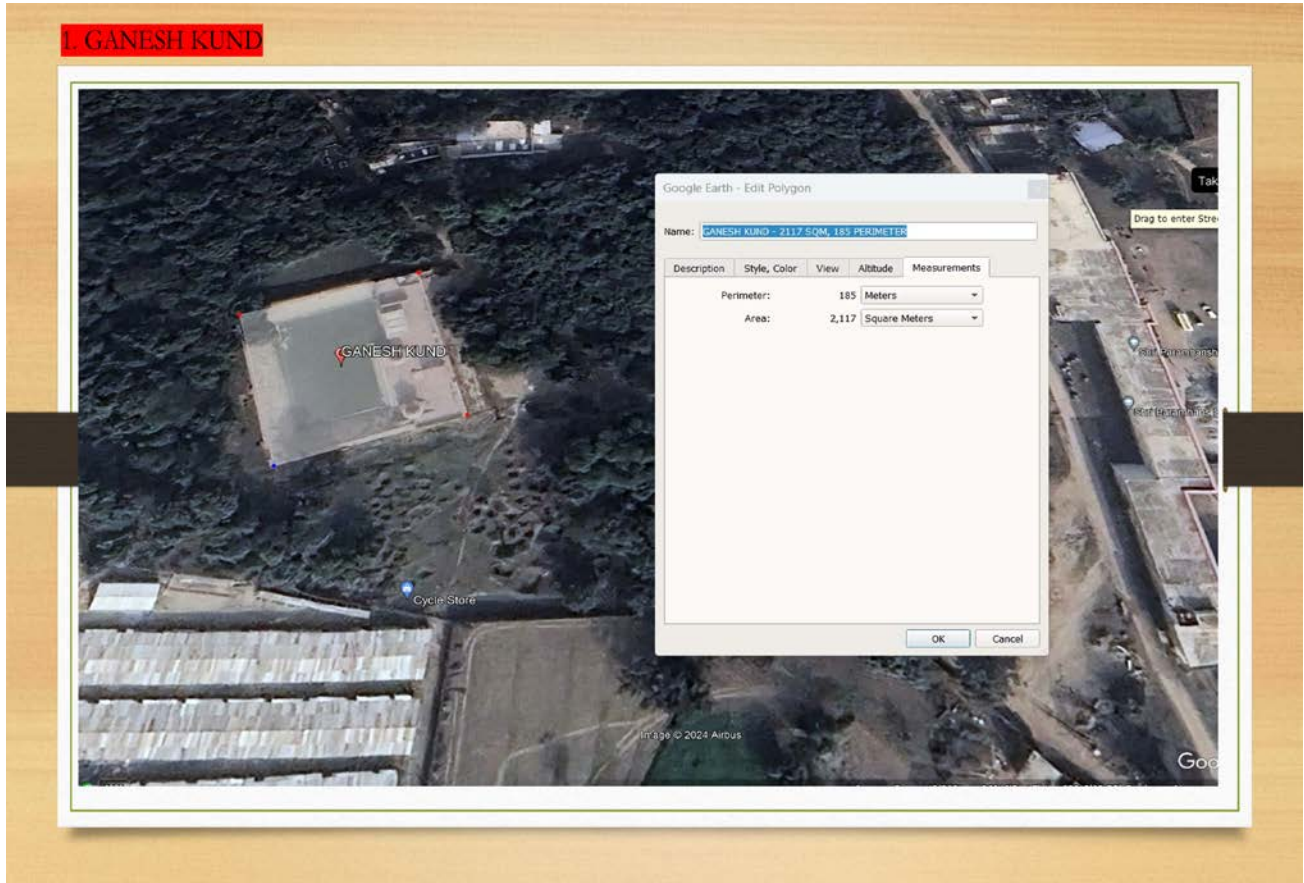 1. GANESH KUND
Tak
Google Earth - Edit Polygon
Drag to enter Stre
Name: GANESH KUND - 2117 SQM, 185 PERIMETER
Description Style, Color View Altitude Measurements
Perimeter: 185 Meters
Area: 2,117 Square Meters
GANESH KUND
Shri Paramhans
Cycle Store
OK Cancel
Image © 2024 Airbus
Goo